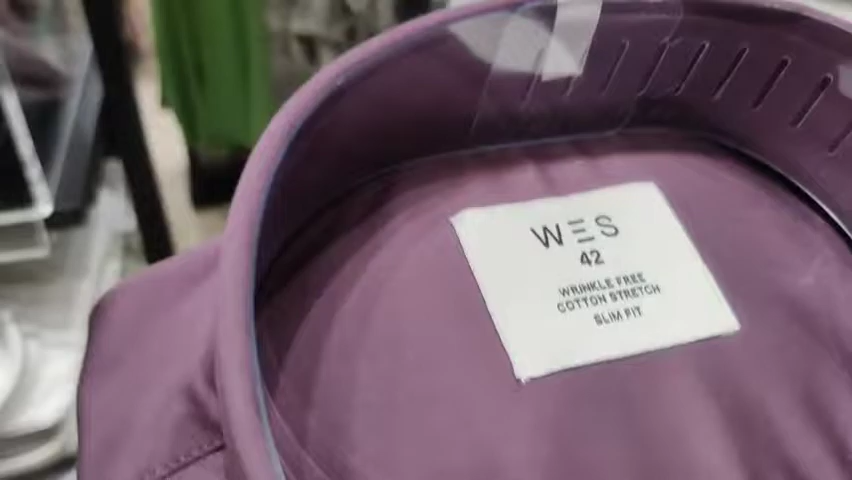 WES
42
WRINKLE FREE
COTTON STRETCH
SLIM FIT